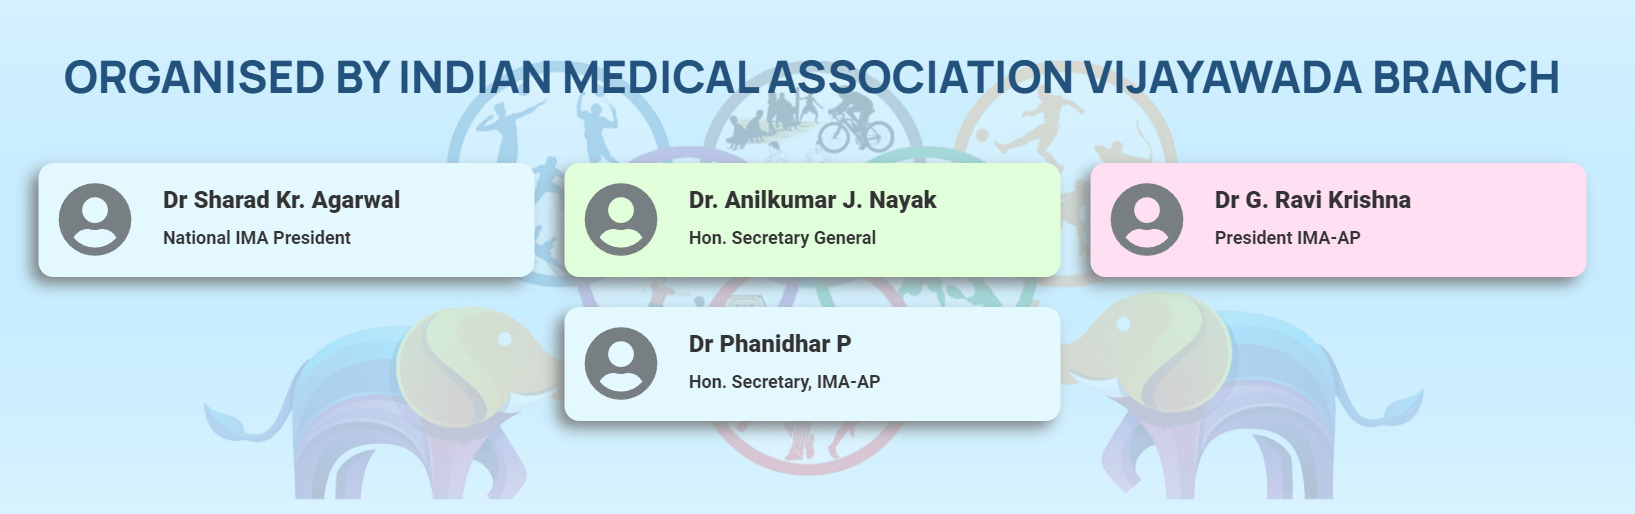 ORGANISED BY INDIAN MEDICAL ASSOCIATION VIJAYAWADA BRANCH
Dr Sharad Kr. Agarwal
National IMA President
Dr. Anilkumar J. Nayak
Hon. Secretary General
Dr G. Ravi Krishna
President IMA-AP
Dr Phanidhar P
Hon. Secretary, IMA-AP